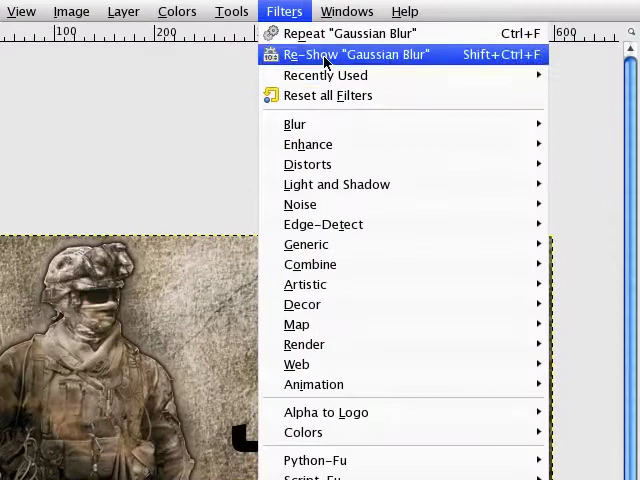 View Image Layer Colors Tools Filters Windows Help
100 200 600
Repeat "Gaussian Blur" Ctrl+F
Re-Show "Gaussian Blur" Shift+Ctrl+F
Recently Used
Reset all Filters
Blur
Enhance
Distorts
Light and Shadow
Noise
Edge-Detect
Generic
Combine
Artistic
Decor
Map
Render
Web
Animation
Alpha to Logo
Colors
Python-Fu
Script-Fu